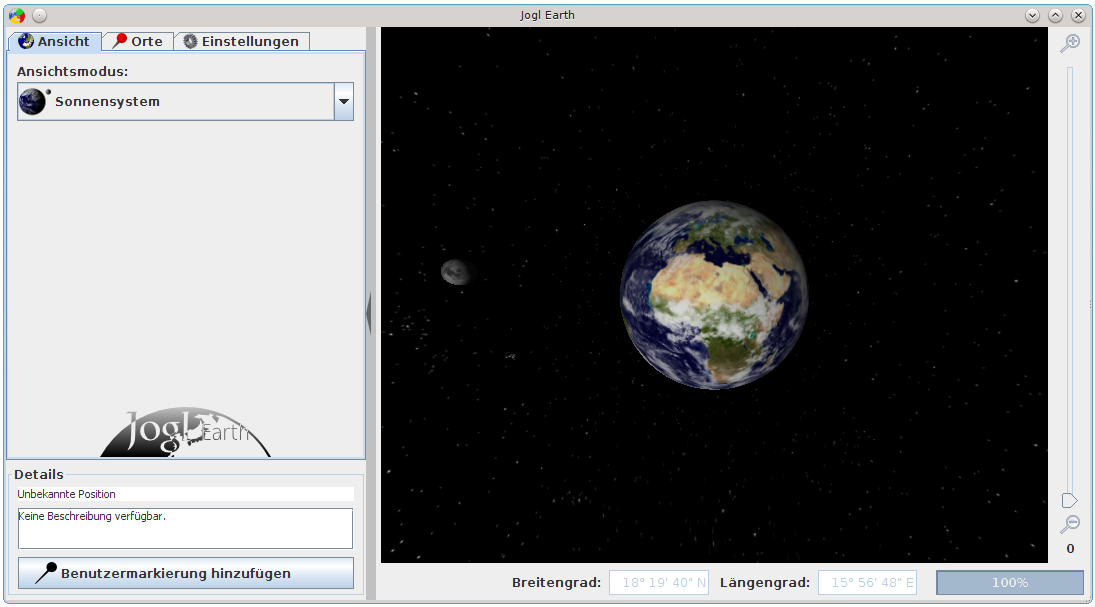 Jogl Earth
Ansicht Orte Einstellungen
Ansichtsmodus:
Sonnensystem
Jogl Earth
Details
Unbekannte Position
Keine Beschreibung verfügbar.
Benutzermarkierung hinzufügen
0
Breitengrad: 18° 19' 40" N Längengrad: 15° 56' 48" E 100%